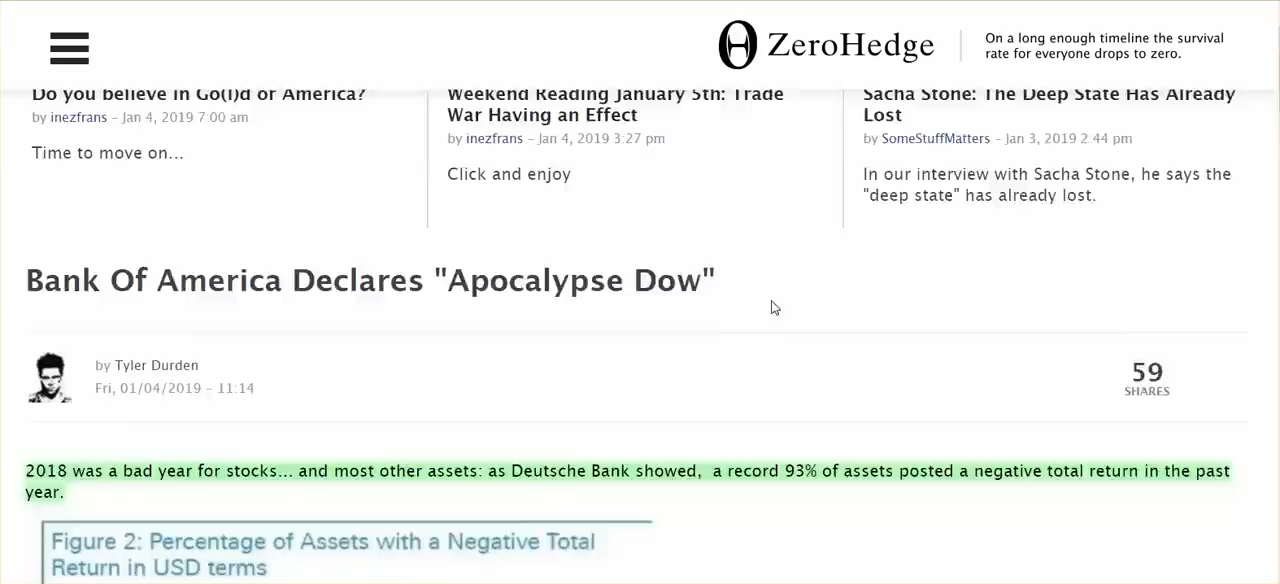 ZeroHedge
On a long enough timeline the survival
rate for everyone drops to zero.
Do you believe in Go(l)d or America?
by inezfrans – Jan 4, 2019 7:00 am
Time to move on...
Weekend Reading January 5th: Trade
War Having an Effect
by inezfrans – Jan 4, 2019 3:27 pm
Click and enjoy
Sacha Stone: The Deep State Has Already
Lost
by SomeStuffMatters – Jan 3, 2019 2:44 pm
In our interview with Sacha Stone, he says the
"deep state" has already lost.
Bank Of America Declares "Apocalypse Dow"
by Tyler Durden
Fri, 01/04/2019 – 11:14
59
SHARES
2018 was a bad year for stocks... and most other assets: as Deutsche Bank showed,  a record 93% of assets posted a negative total return in the past
year.
Figure 2: Percentage of Assets with a Negative Total
Return in USD terms